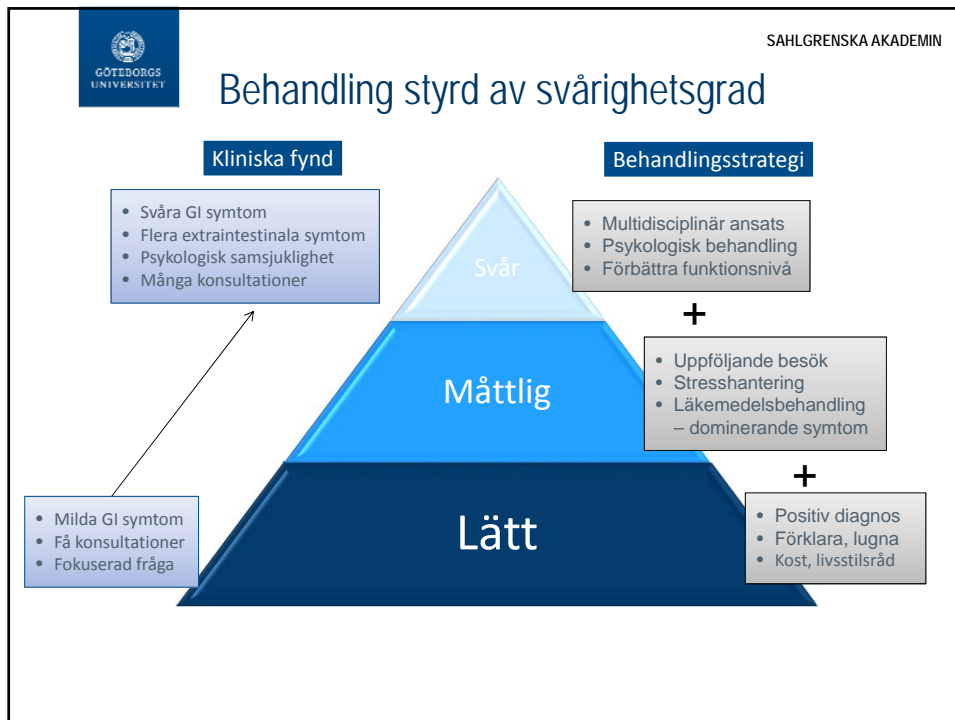 GÖTEBORGS
UNIVERSITET
SAHLGRENSKA AKADEMIN
Behandling styrd av svårighetsgrad
Kliniska fynd
Behandlingsstrategi
• Svåra GI symtom
• Flera extraintestinala symtom
• Psykologisk samsjuklighet
• Många konsultationer
Svår
• Multidisciplinär ansats
• Psykologisk behandling
• Förbättra funktionsnivå
+
Måttlig
• Uppföljande besök
• Stresshantering
• Läkemedelsbehandling
– dominerande symtom
+
• Milda GI symtom
• Få konsultationer
• Fokuserad fråga
Lätt
• Positiv diagnos
• Förklara, lugna
• Kost, livsstilsråd